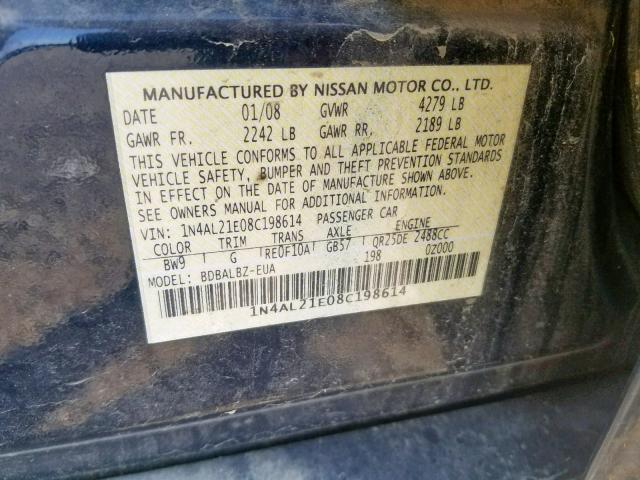 MANUFACTURED BY NISSAN MOTOR CO., LTD.
DATE 01/08 GVWR 4279 LB
GAWR FR. 2242 LB GAWR RR. 2189 LB
THIS VEHICLE CONFORMS TO ALL APPLICABLE FEDERAL MOTOR
VEHICLE SAFETY, BUMPER AND THEFT PREVENTION STANDARDS
IN EFFECT ON THE DATE OF MANUFACTURE SHOWN ABOVE.
SEE OWNERS MANUAL FOR ADDITIONAL INFORMATION.
VIN: 1N4AL21E08C198614 PASSENGER CAR
COLOR TRIM TRANS AXLE ENGINE
BW9 G RE0F10A GB57 QR25DE 2488CC
MODEL: BDBALBZ-EUA 198 0Z000
1N4AL21E08C198614